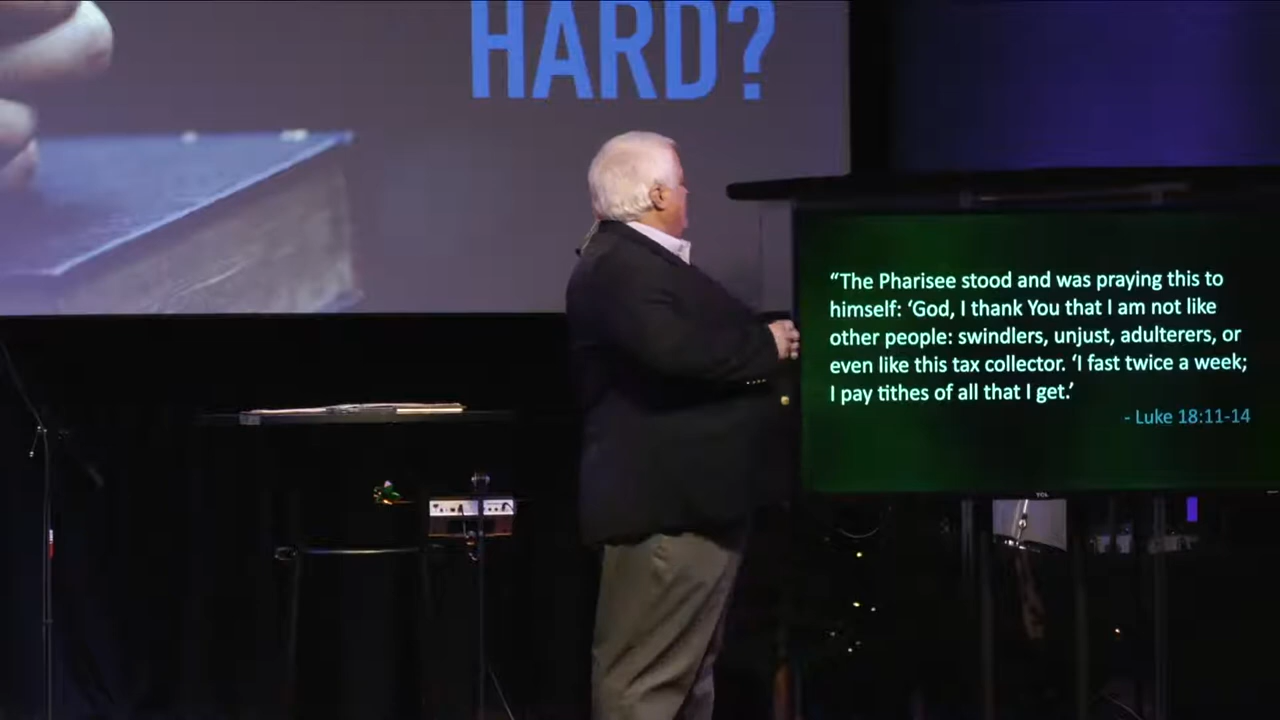 HARD?
“The Pharisee stood and was praying this to
himself: ‘God, I thank You that I am not like
other people: swindlers, unjust, adulterers, or
even like this tax collector. ‘I fast twice a week;
I pay tithes of all that I get.’
- Luke 18:11-14
TCL